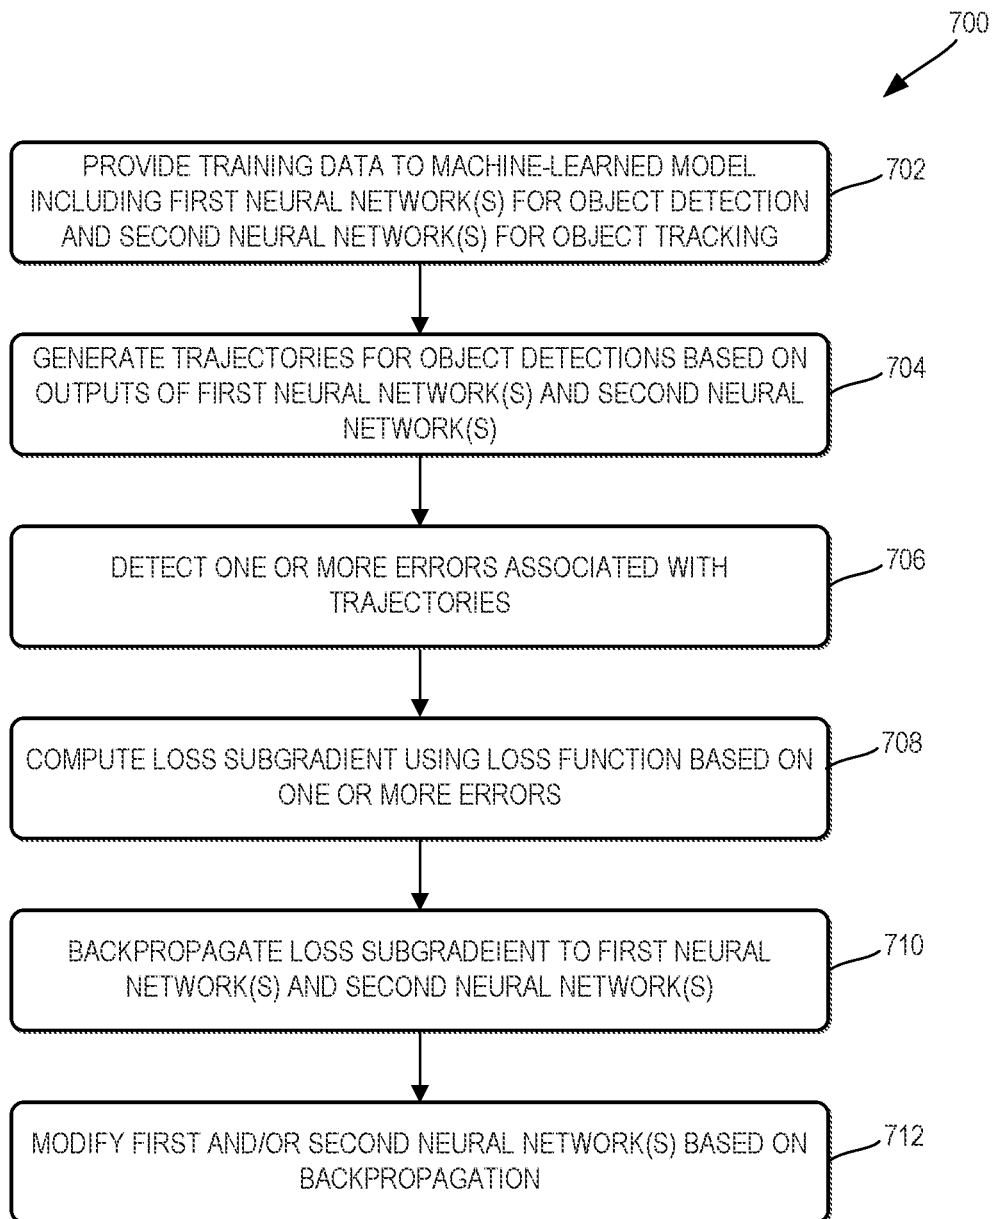 700
PROVIDE TRAINING DATA TO MACHINE-LEARNED MODEL
INCLUDING FIRST NEURAL NETWORK(S) FOR OBJECT DETECTION
AND SECOND NEURAL NETWORK(S) FOR OBJECT TRACKING
702
GENERATE TRAJECTORIES FOR OBJECT DETECTIONS BASED ON
OUTPUTS OF FIRST NEURAL NETWORK(S) AND SECOND NEURAL
NETWORK(S)
704
DETECT ONE OR MORE ERRORS ASSOCIATED WITH
TRAJECTORIES
706
COMPUTE LOSS SUBGRADIENT USING LOSS FUNCTION BASED ON
ONE OR MORE ERRORS
708
BACKPROPAGATE LOSS SUBGRADEIENT TO FIRST NEURAL
NETWORK(S) AND SECOND NEURAL NETWORK(S)
710
MODIFY FIRST AND/OR SECOND NEURAL NETWORK(S) BASED ON
BACKPROPAGATION
712